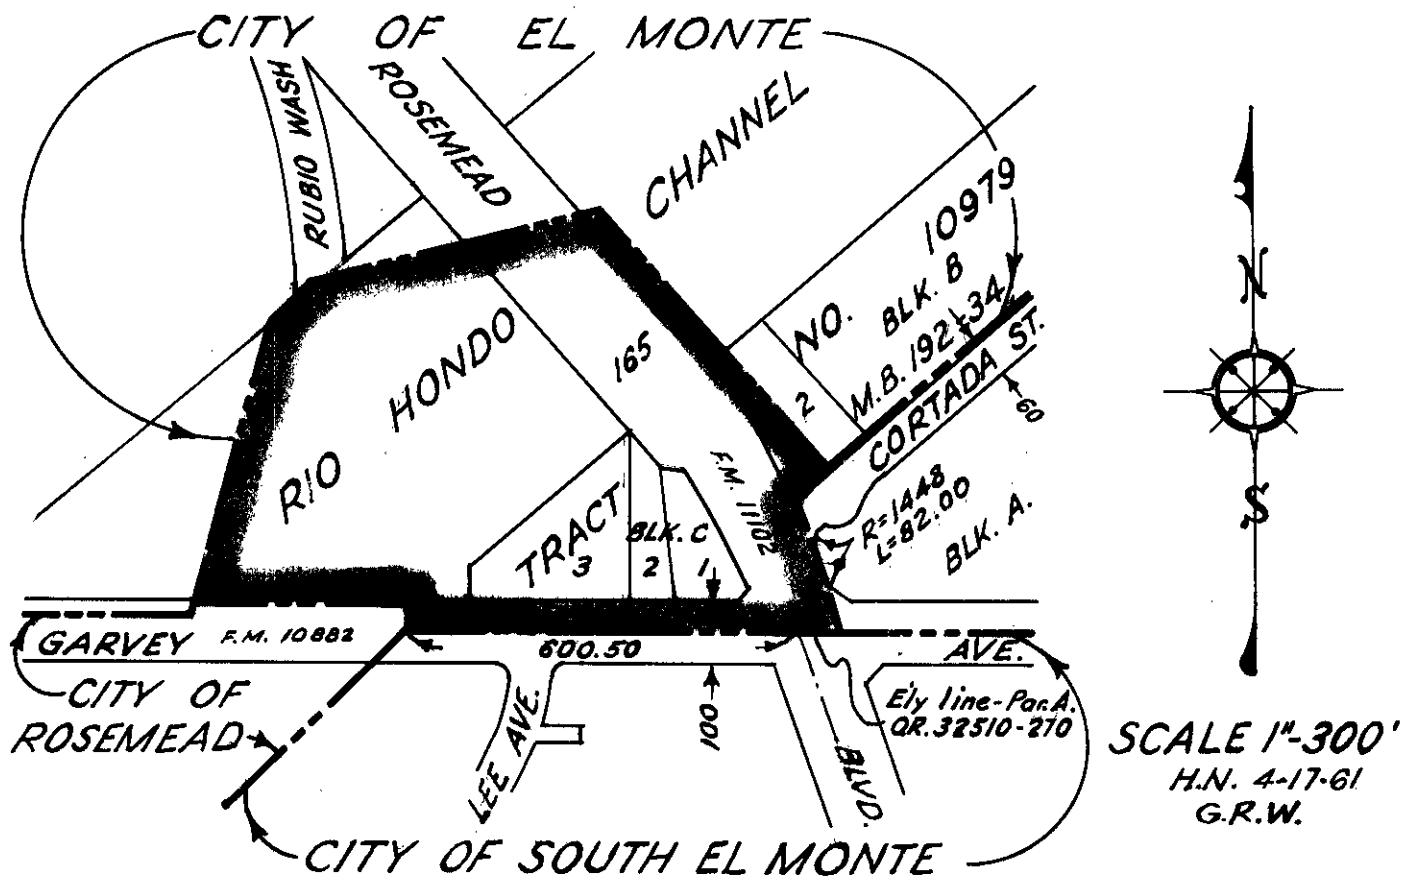 CITY OF EL MONTE
RUBIO WASH
ROSEMEAD
CHANNEL
10979
NO.
BLK. B
M.B. 192-34
2
CORTADA ST.
60
165
HONDO
RIO
F.M. 11102
R=1448
L=82.00
BLK. A.
TRACT
3
BLK. C
2
1
N
S
GARVEY
F.M. 10882
600.50
AVE.
CITY OF
ROSEMEAD
LEE AVE.
100
BLVD.
E'ly line-Par. A.
OR. 32510-270
SCALE 1"-300'
H.N. 4-17-61
G.R.W.
CITY OF SOUTH EL MONTE